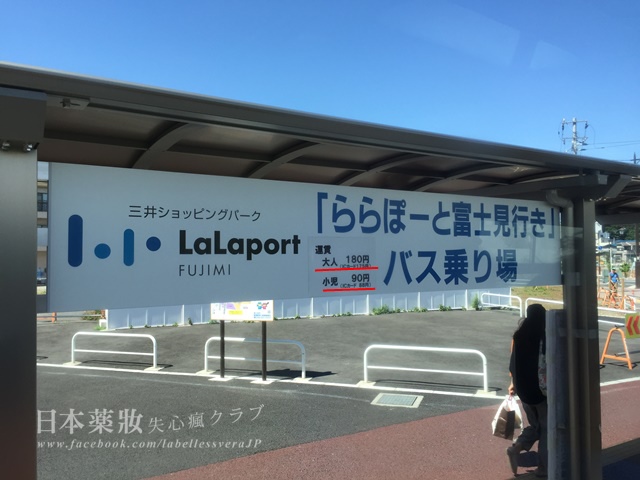 三井ショッピングパーク
LaLaport
FUJIMI
「ららぽーと富士見行き」
バス乗り場
運賃
大人 180円
小児 90円
日本薬妝失心瘋クラブ
www.facebook.com/labellessveraJP